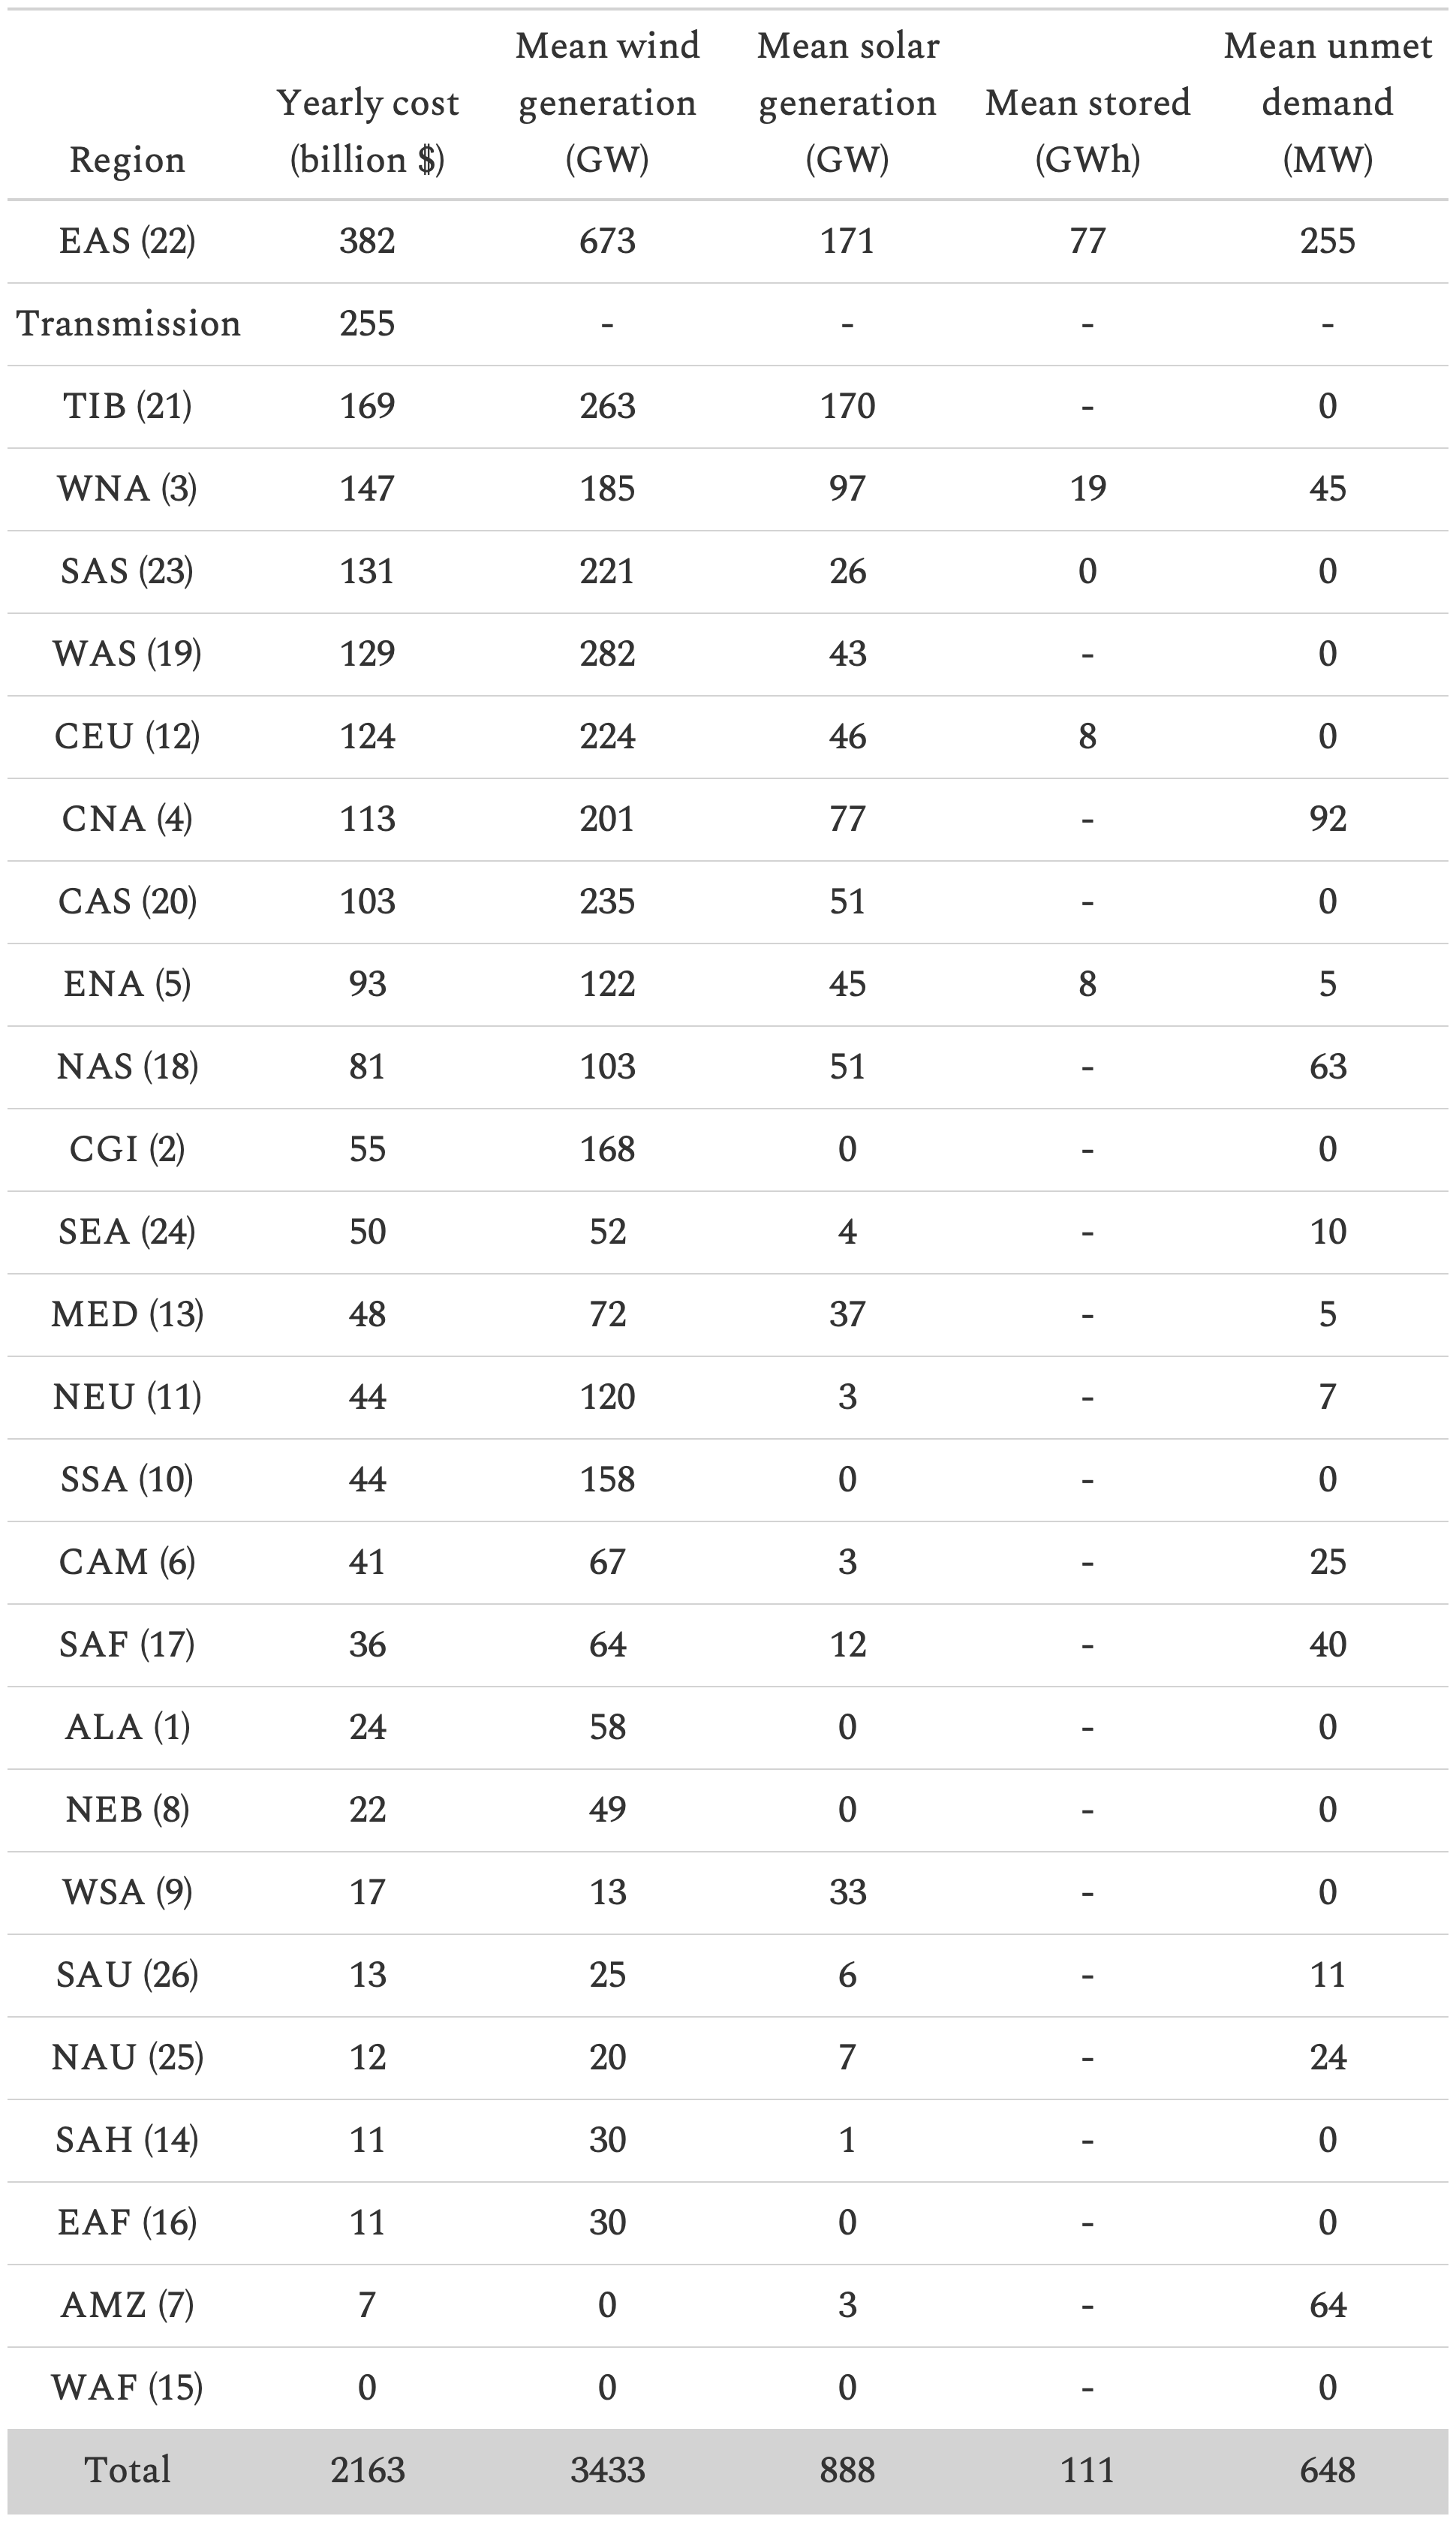 Region Yearly cost (billion $) Mean wind generation (GW) Mean solar generation (GW) Mean stored (GWh) Mean unmet demand (MW)
EAS (22) 382 673 171 77 255
Transmission 255 - - - -
TIB (21) 169 263 170 - 0
WNA (3) 147 185 97 19 45
SAS (23) 131 221 26 0 0
WAS (19) 129 282 43 - 0
CEU (12) 124 224 46 8 0
CNA (4) 113 201 77 - 92
CAS (20) 103 235 51 - 0
ENA (5) 93 122 45 8 5
NAS (18) 81 103 51 - 63
CGI (2) 55 168 0 - 0
SEA (24) 50 52 4 - 10
MED (13) 48 72 37 - 5
NEU (11) 44 120 3 - 7
SSA (10) 44 158 0 - 0
CAM (6) 41 67 3 - 25
SAF (17) 36 64 12 - 40
ALA (1) 24 58 0 - 0
NEB (8) 22 49 0 - 0
WSA (9) 17 13 33 - 0
SAU (26) 13 25 6 - 11
NAU (25) 12 20 7 - 24
SAH (14) 11 30 1 - 0
EAF (16) 11 30 0 - 0
AMZ (7) 7 0 3 - 64
WAF (15) 0 0 0 - 0
Total 2163 3433 888 111 648